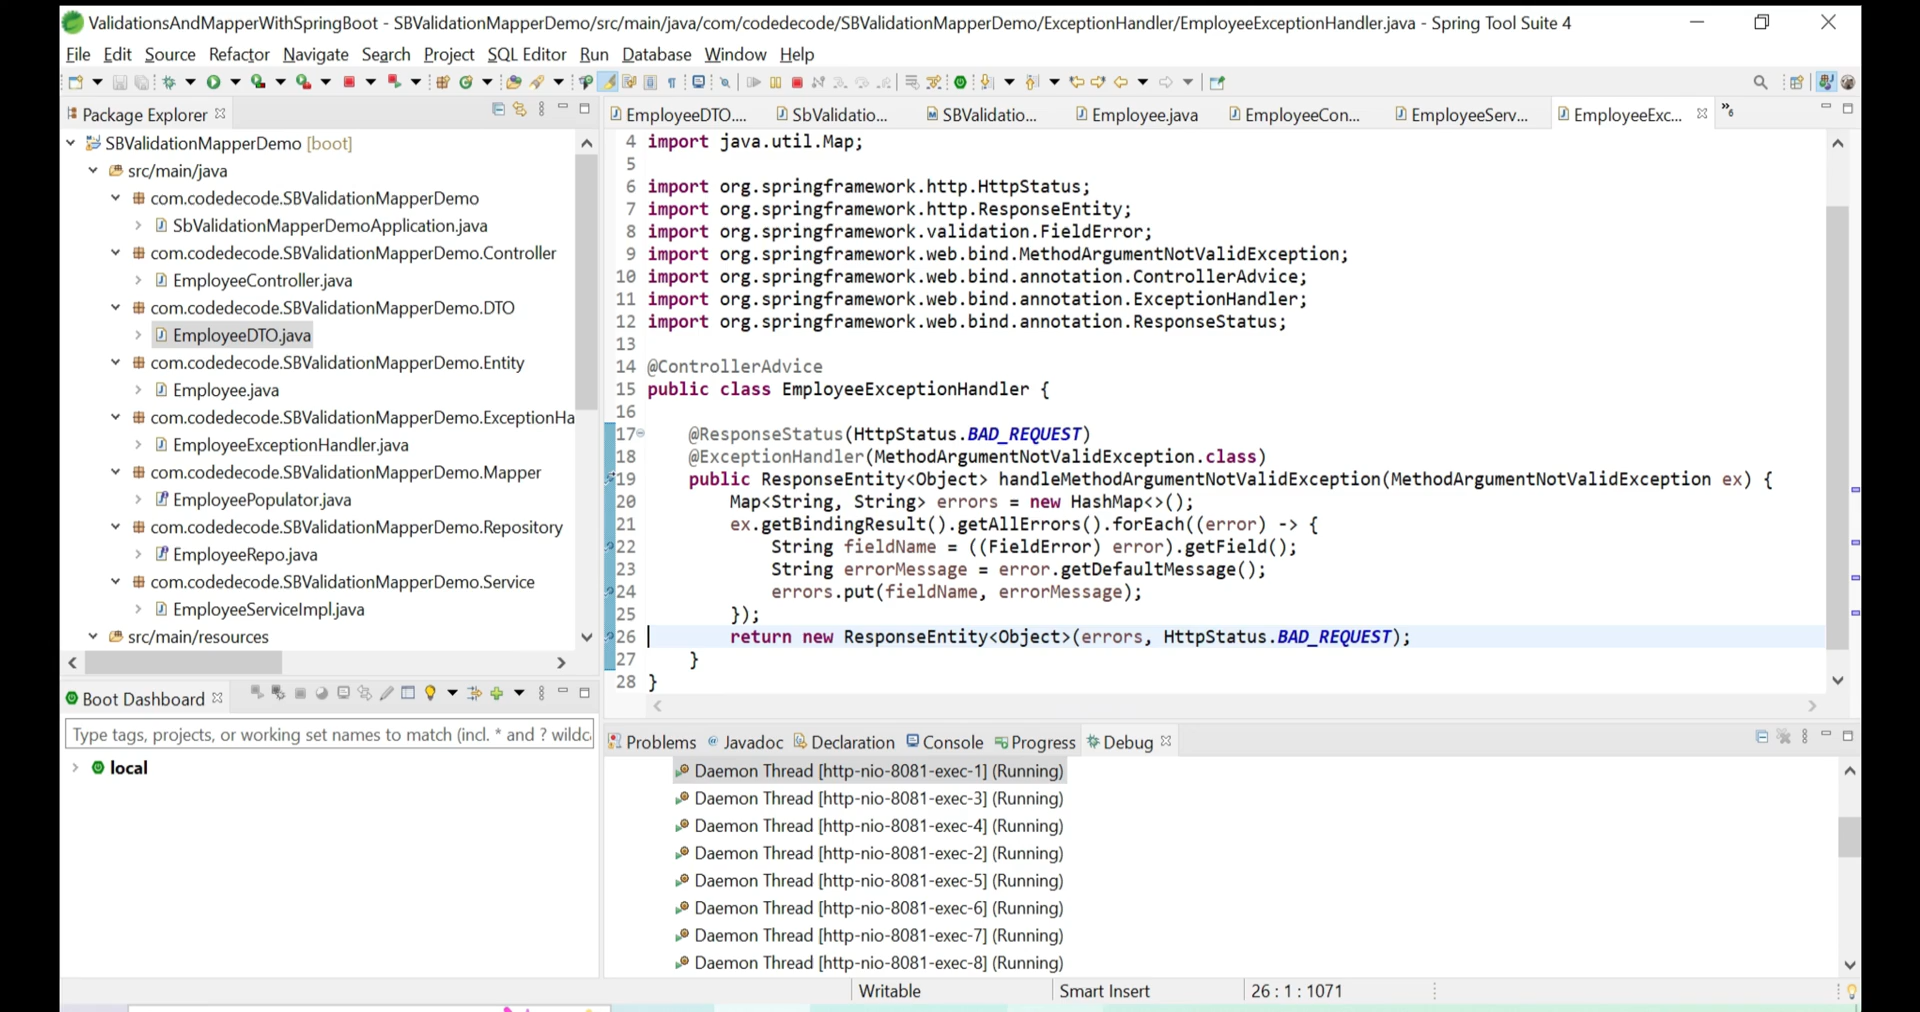 ValidationsAndMapperWithSpringBoot - SBValidationMapperDemo/src/main/java/com/codedecode/SBValidationMapperDemo/ExceptionHandler/EmployeeExceptionHandler.java - Spring Tool Suite 4
File Edit Source Refactor Navigate Search Project SQL Editor Run Database Window Help
Package Explorer
SBValidationMapperDemo [boot]
src/main/java
com.codedecode.SBValidationMapperDemo
SbValidationMapperDemoApplication.java
com.codedecode.SBValidationMapperDemo.Controller
EmployeeController.java
com.codedecode.SBValidationMapperDemo.DTO
EmployeeDTO.java
com.codedecode.SBValidationMapperDemo.Entity
Employee.java
com.codedecode.SBValidationMapperDemo.ExceptionHa
EmployeeExceptionHandler.java
com.codedecode.SBValidationMapperDemo.Mapper
EmployeePopulator.java
com.codedecode.SBValidationMapperDemo.Repository
EmployeeRepo.java
com.codedecode.SBValidationMapperDemo.Service
EmployeeServiceImpl.java
src/main/resources
Boot Dashboard
Type tags, projects, or working set names to match (incl. * and ? wildc
local
EmployeeDTO.... SbValidatio... SBValidatio... Employee.java EmployeeCon... EmployeeServ... EmployeeExc... »6
4 import java.util.Map;
5
6 import org.springframework.http.HttpStatus;
7 import org.springframework.http.ResponseEntity;
8 import org.springframework.validation.FieldError;
9 import org.springframework.web.bind.MethodArgumentNotValidException;
10 import org.springframework.web.bind.annotation.ControllerAdvice;
11 import org.springframework.web.bind.annotation.ExceptionHandler;
12 import org.springframework.web.bind.annotation.ResponseStatus;
13
14 @ControllerAdvice
15 public class EmployeeExceptionHandler {
16
17 @ResponseStatus(HttpStatus.BAD_REQUEST)
18 @ExceptionHandler(MethodArgumentNotValidException.class)
19 public ResponseEntity<Object> handleMethodArgumentNotValidException(MethodArgumentNotValidException ex) {
20 Map<String, String> errors = new HashMap<>();
21 ex.getBindingResult().getAllErrors().forEach((error) -> {
22 String fieldName = ((FieldError) error).getField();
23 String errorMessage = error.getDefaultMessage();
24 errors.put(fieldName, errorMessage);
25 });
26 return new ResponseEntity<Object>(errors, HttpStatus.BAD_REQUEST);
27 }
28 }
Problems Javadoc Declaration Console Progress Debug
Daemon Thread [http-nio-8081-exec-1] (Running)
Daemon Thread [http-nio-8081-exec-3] (Running)
Daemon Thread [http-nio-8081-exec-4] (Running)
Daemon Thread [http-nio-8081-exec-2] (Running)
Daemon Thread [http-nio-8081-exec-5] (Running)
Daemon Thread [http-nio-8081-exec-6] (Running)
Daemon Thread [http-nio-8081-exec-7] (Running)
Daemon Thread [http-nio-8081-exec-8] (Running)
Writable Smart Insert 26 : 1 : 1071